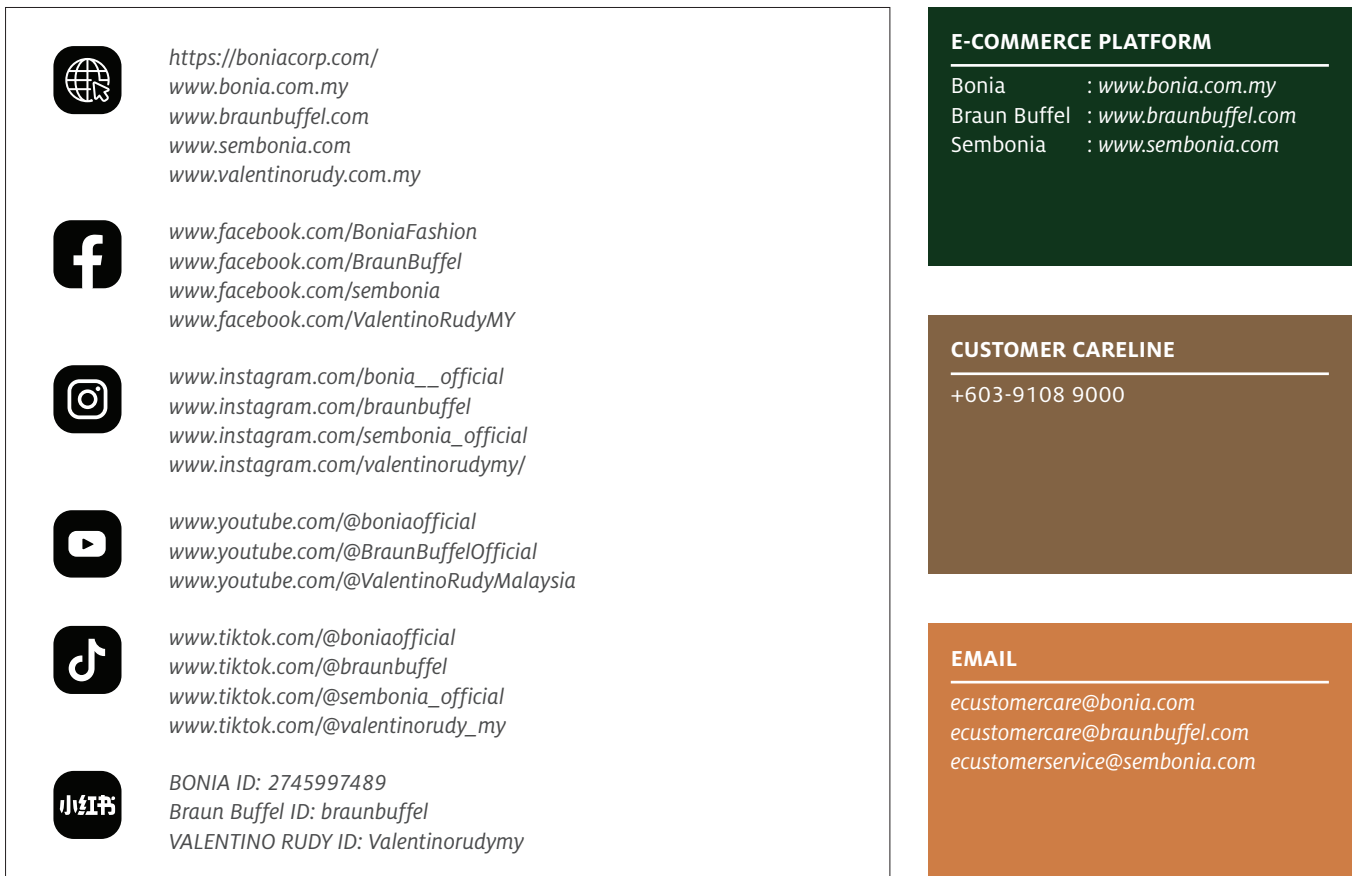 https://boniacorp.com/
www.bonia.com.my
www.braunbuffel.com
www.sembonia.com
www.valentinorudy.com.my
www.facebook.com/BoniaFashion
www.facebook.com/BraunBuffel
www.facebook.com/sembonia
www.facebook.com/ValentinoRudyMY
www.instagram.com/bonia__official
www.instagram.com/braunbuffel
www.instagram.com/sembonia_official
www.instagram.com/valentinorudymy/
www.youtube.com/@boniaofficial
www.youtube.com/@BraunBuffelOfficial
www.youtube.com/@ValentinoRudyMalaysia
www.tiktok.com/@boniaofficial
www.tiktok.com/@braunbuffel
www.tiktok.com/@sembonia_official
www.tiktok.com/@valentinorudy_my
小红书
BONIA ID: 2745997489
Braun Buffel ID: braunbuffel
VALENTINO RUDY ID: Valentinorudymy
E-COMMERCE PLATFORM
Bonia : www.bonia.com.my
Braun Buffel : www.braunbuffel.com
Sembonia : www.sembonia.com
CUSTOMER CARELINE
+603-9108 9000
EMAIL
ecustomercare@bonia.com
ecustomercare@braunbuffel.com
ecustomerservice@sembonia.com